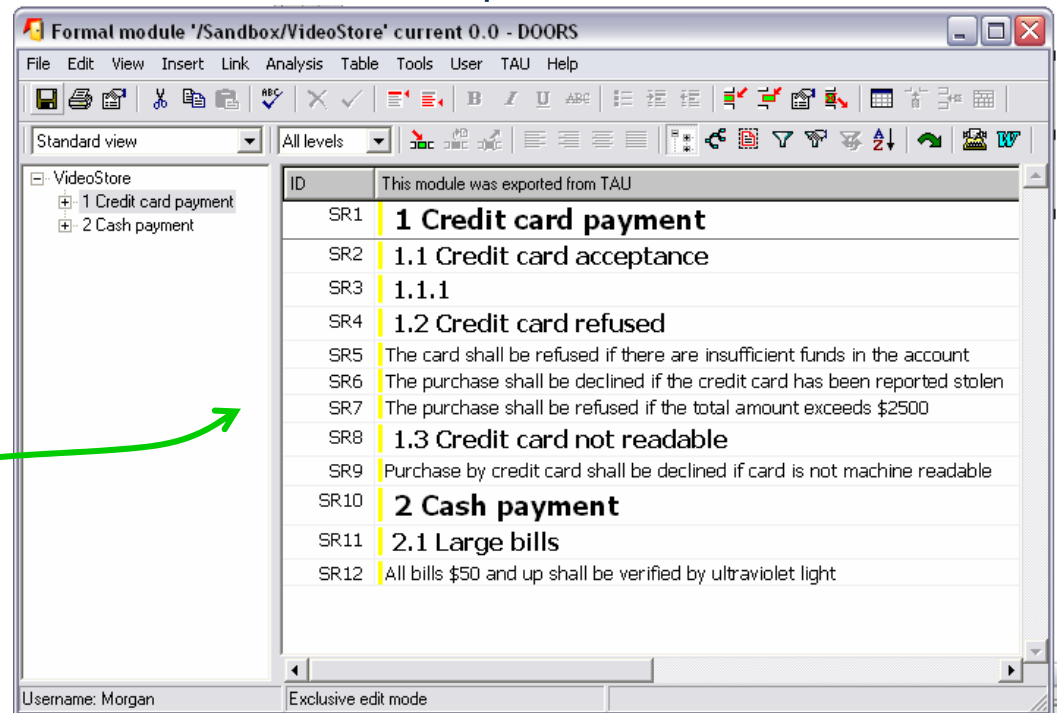 Formal module '/Sandbox/VideoStore' current 0.0 - DOORS
File Edit View Insert Link Analysis Table Tools User TAU Help
ABC B I U ABC
Standard view All levels A Z W
VideoStore
1 Credit card payment
2 Cash payment
ID This module was exported from TAU
SR1 1 Credit card payment
SR2 1.1 Credit card acceptance
SR3 1.1.1
SR4 1.2 Credit card refused
SR5 The card shall be refused if there are insufficient funds in the account
SR6 The purchase shall be declined if the credit card has been reported stolen
SR7 The purchase shall be refused if the total amount exceeds $2500
SR8 1.3 Credit card not readable
SR9 Purchase by credit card shall be declined if card is not machine readable
SR10 2 Cash payment
SR11 2.1 Large bills
SR12 All bills $50 and up shall be verified by ultraviolet light
Username: Morgan Exclusive edit mode